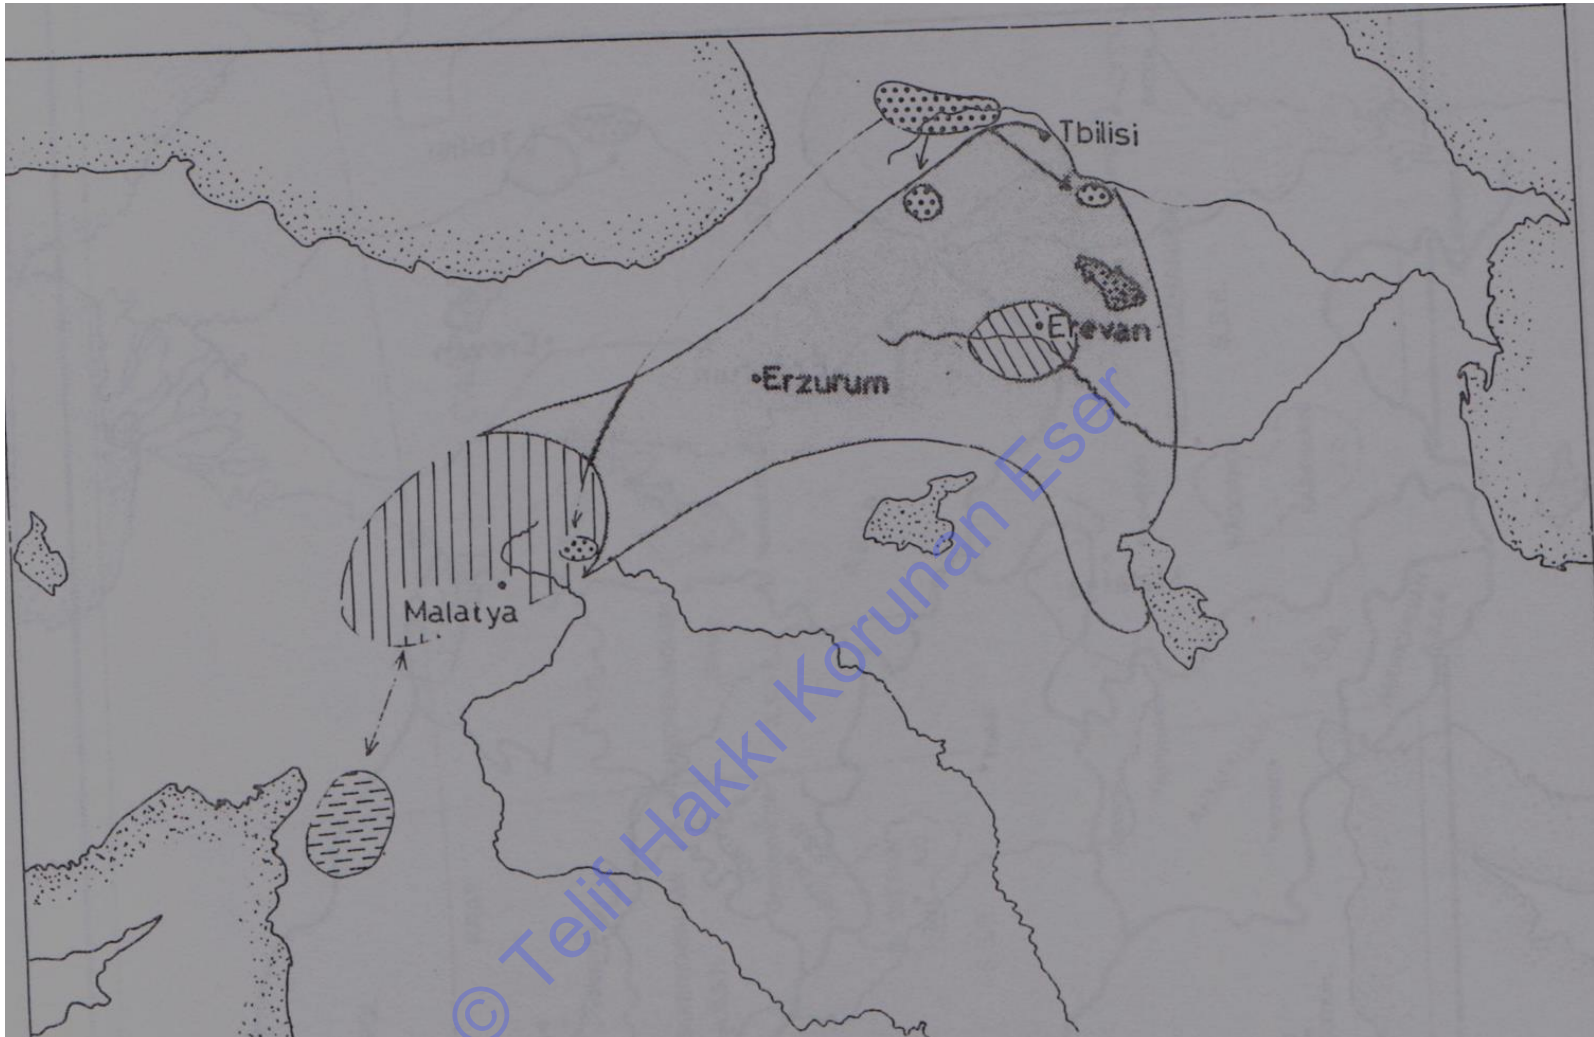 Tbilisi
Erevan
Erzurum
Malatya
© Telif Hakkı Korunan Eser